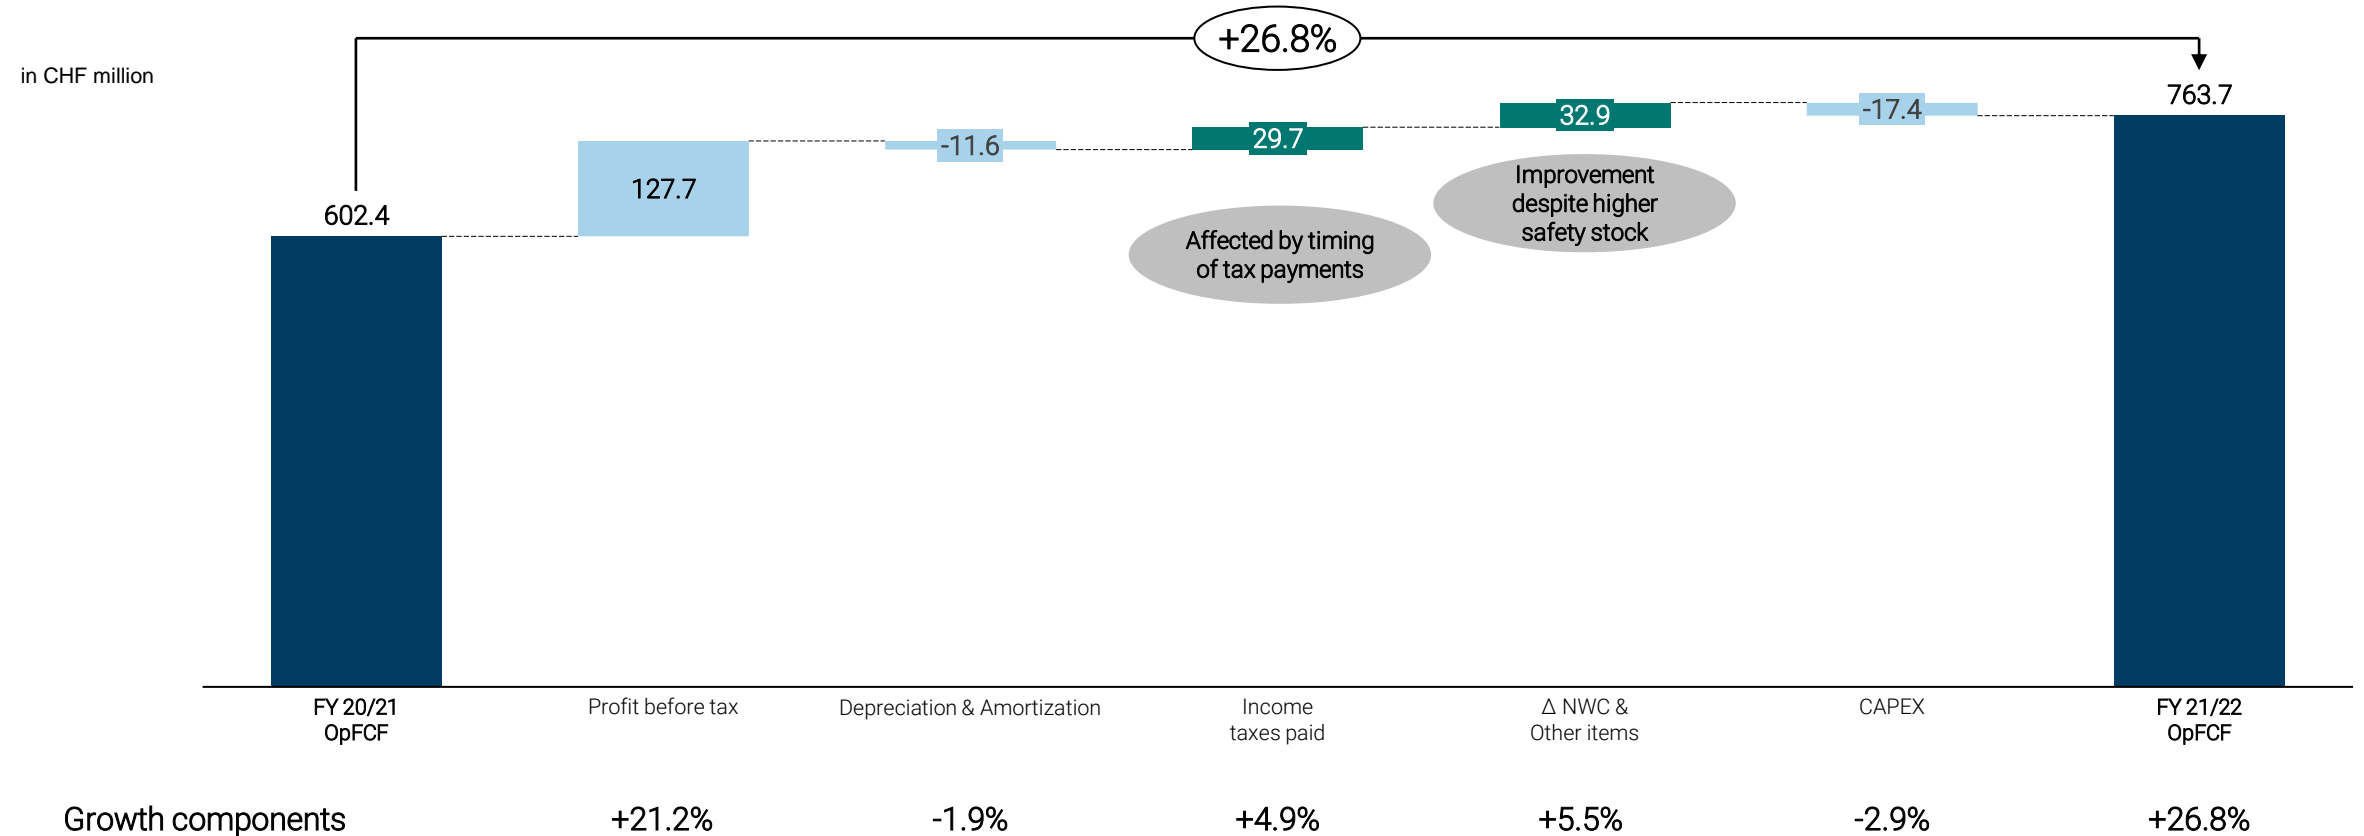 +26.8%
in CHF million
763.7
-17.4
32.9
29.7
-11.6
127.7
602.4
Improvement
despite higher
safety stock
Affected by timing
of tax payments
FY 20/21
OpFCF
Profit before tax
Depreciation & Amortization
Income
taxes paid
Δ NWC &
Other items
CAPEX
FY 21/22
OpFCF
Growth components +21.2% -1.9% +4.9% +5.5% -2.9% +26.8%